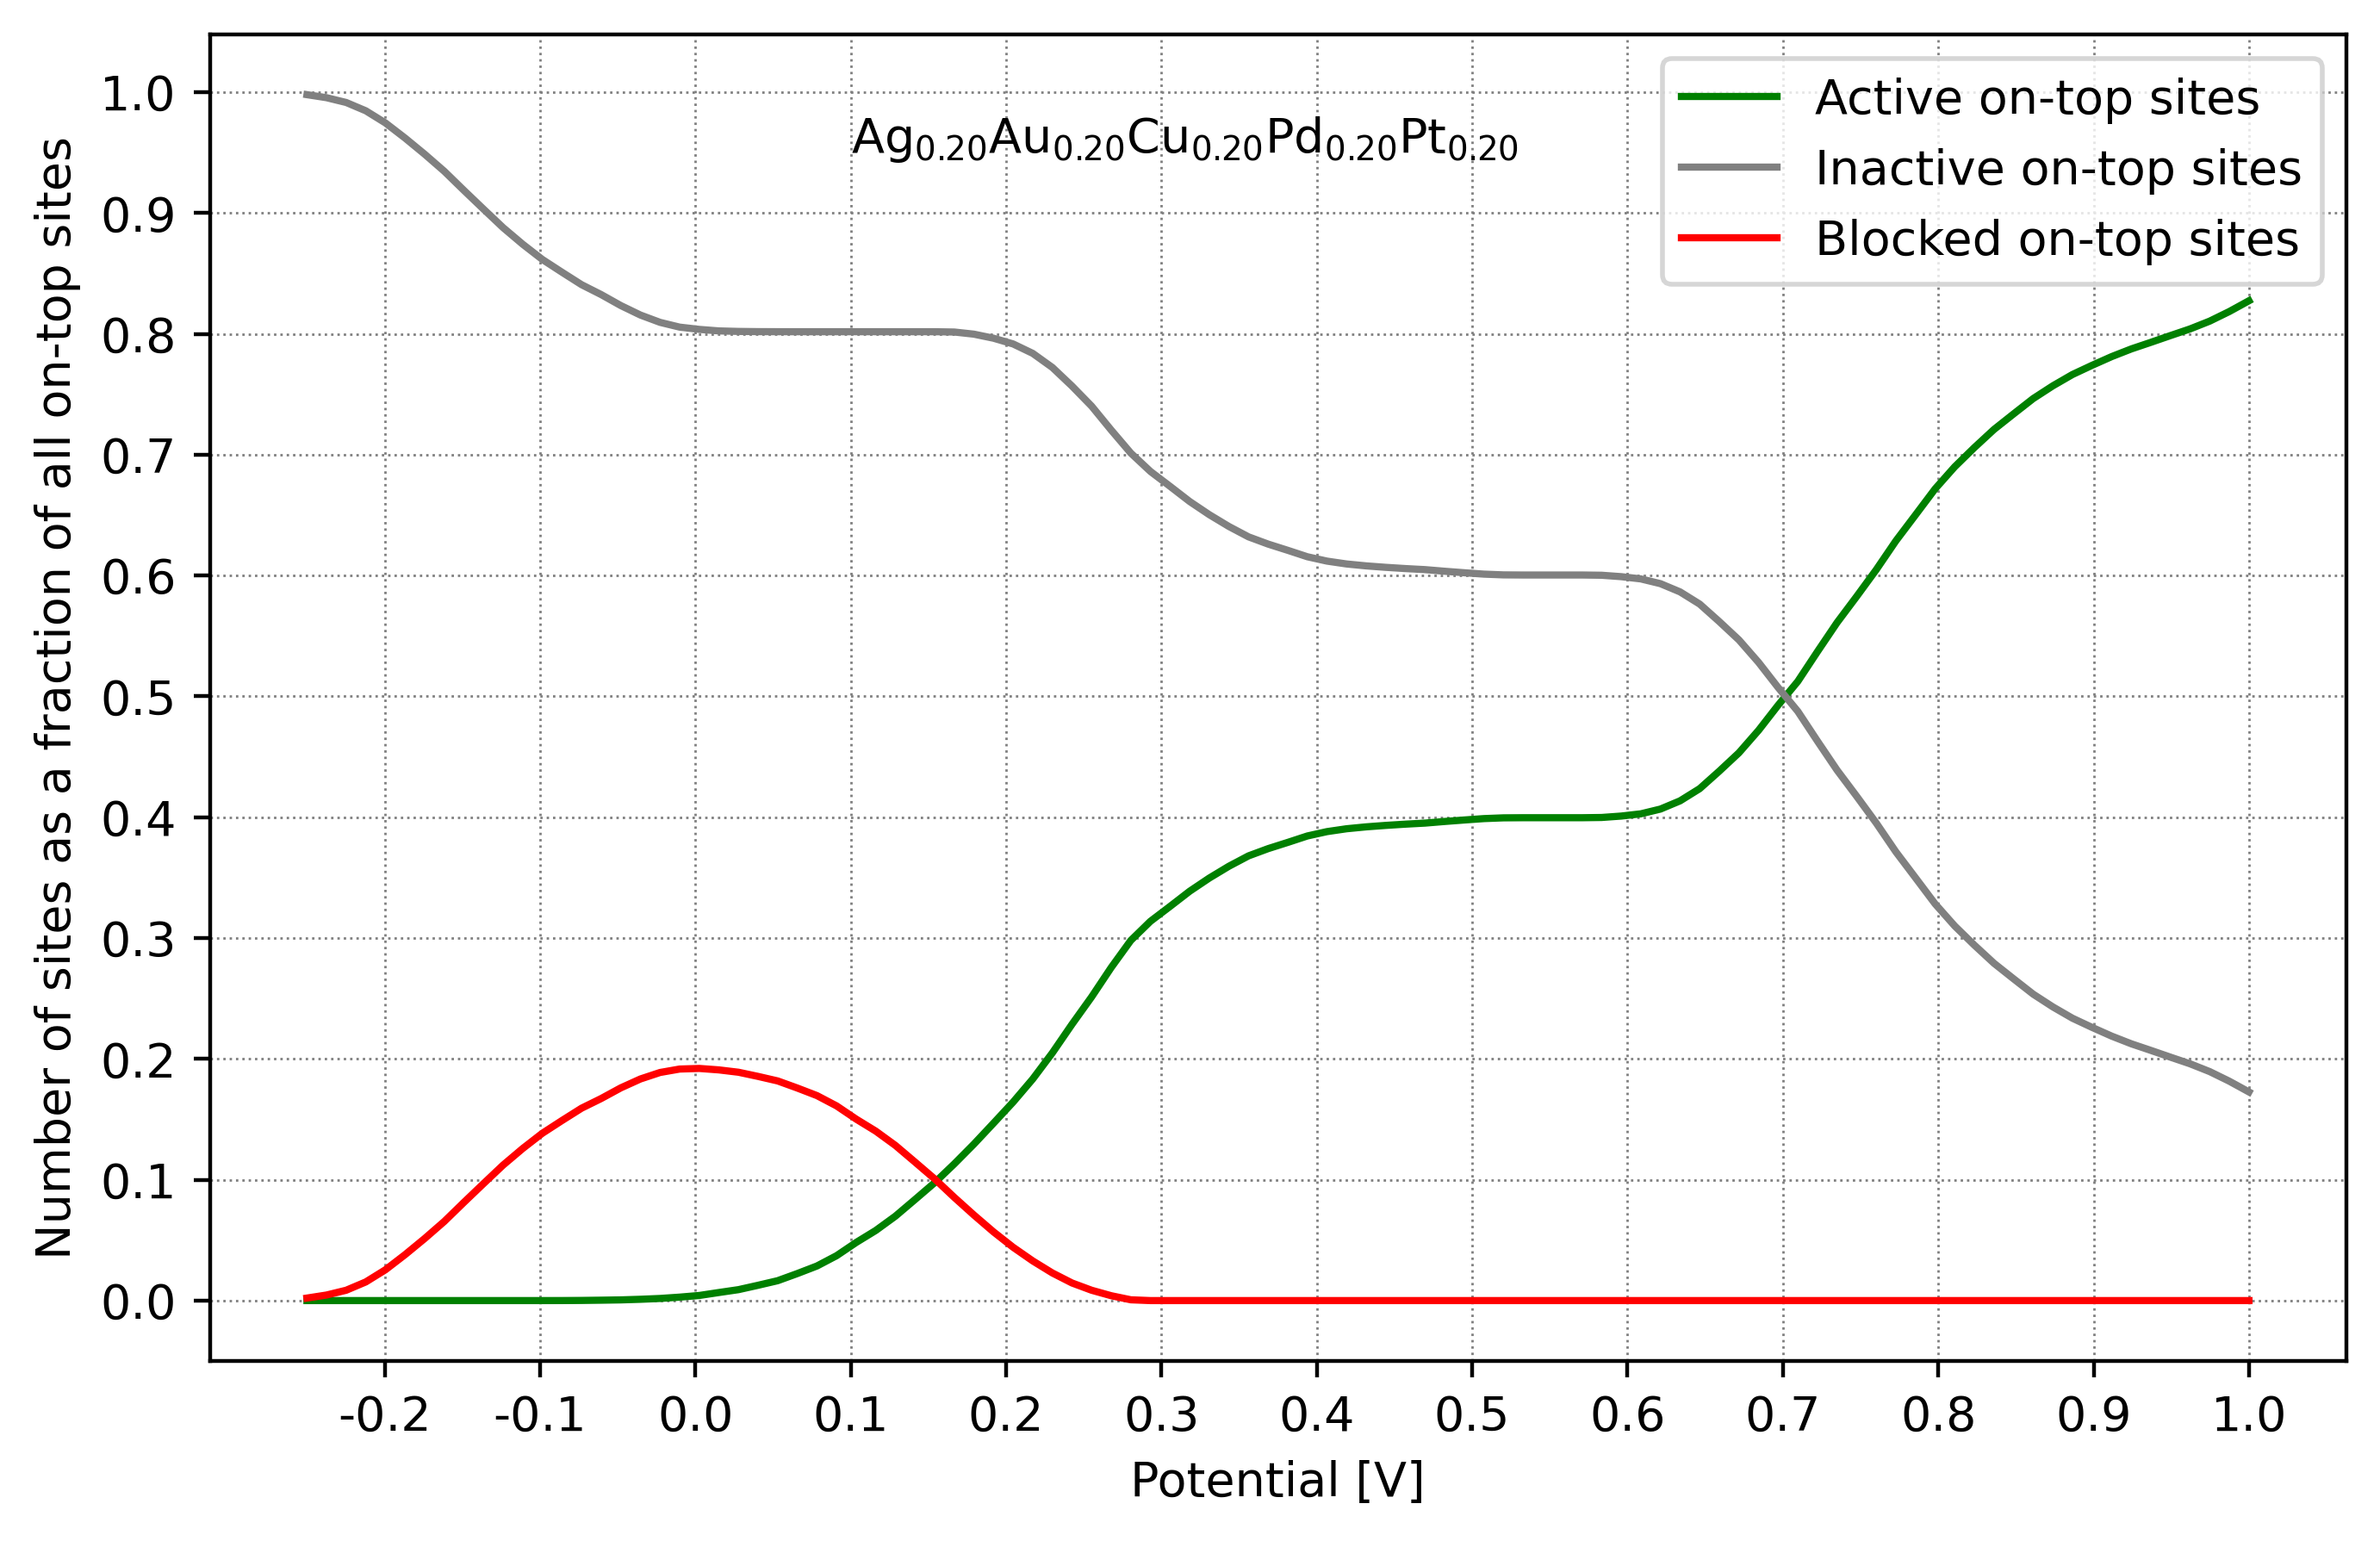 Ag0.20Au0.20Cu0.20Pd0.20Pt0.20
Active on-top sites
Inactive on-top sites
Blocked on-top sites
Number of sites as a fraction of all on-top sites
1.0
0.9
0.8
0.7
0.6
0.5
0.4
0.3
0.2
0.1
0.0
-0.2 -0.1 0.0 0.1 0.2 0.3 0.4 0.5 0.6 0.7 0.8 0.9 1.0
Potential [V]